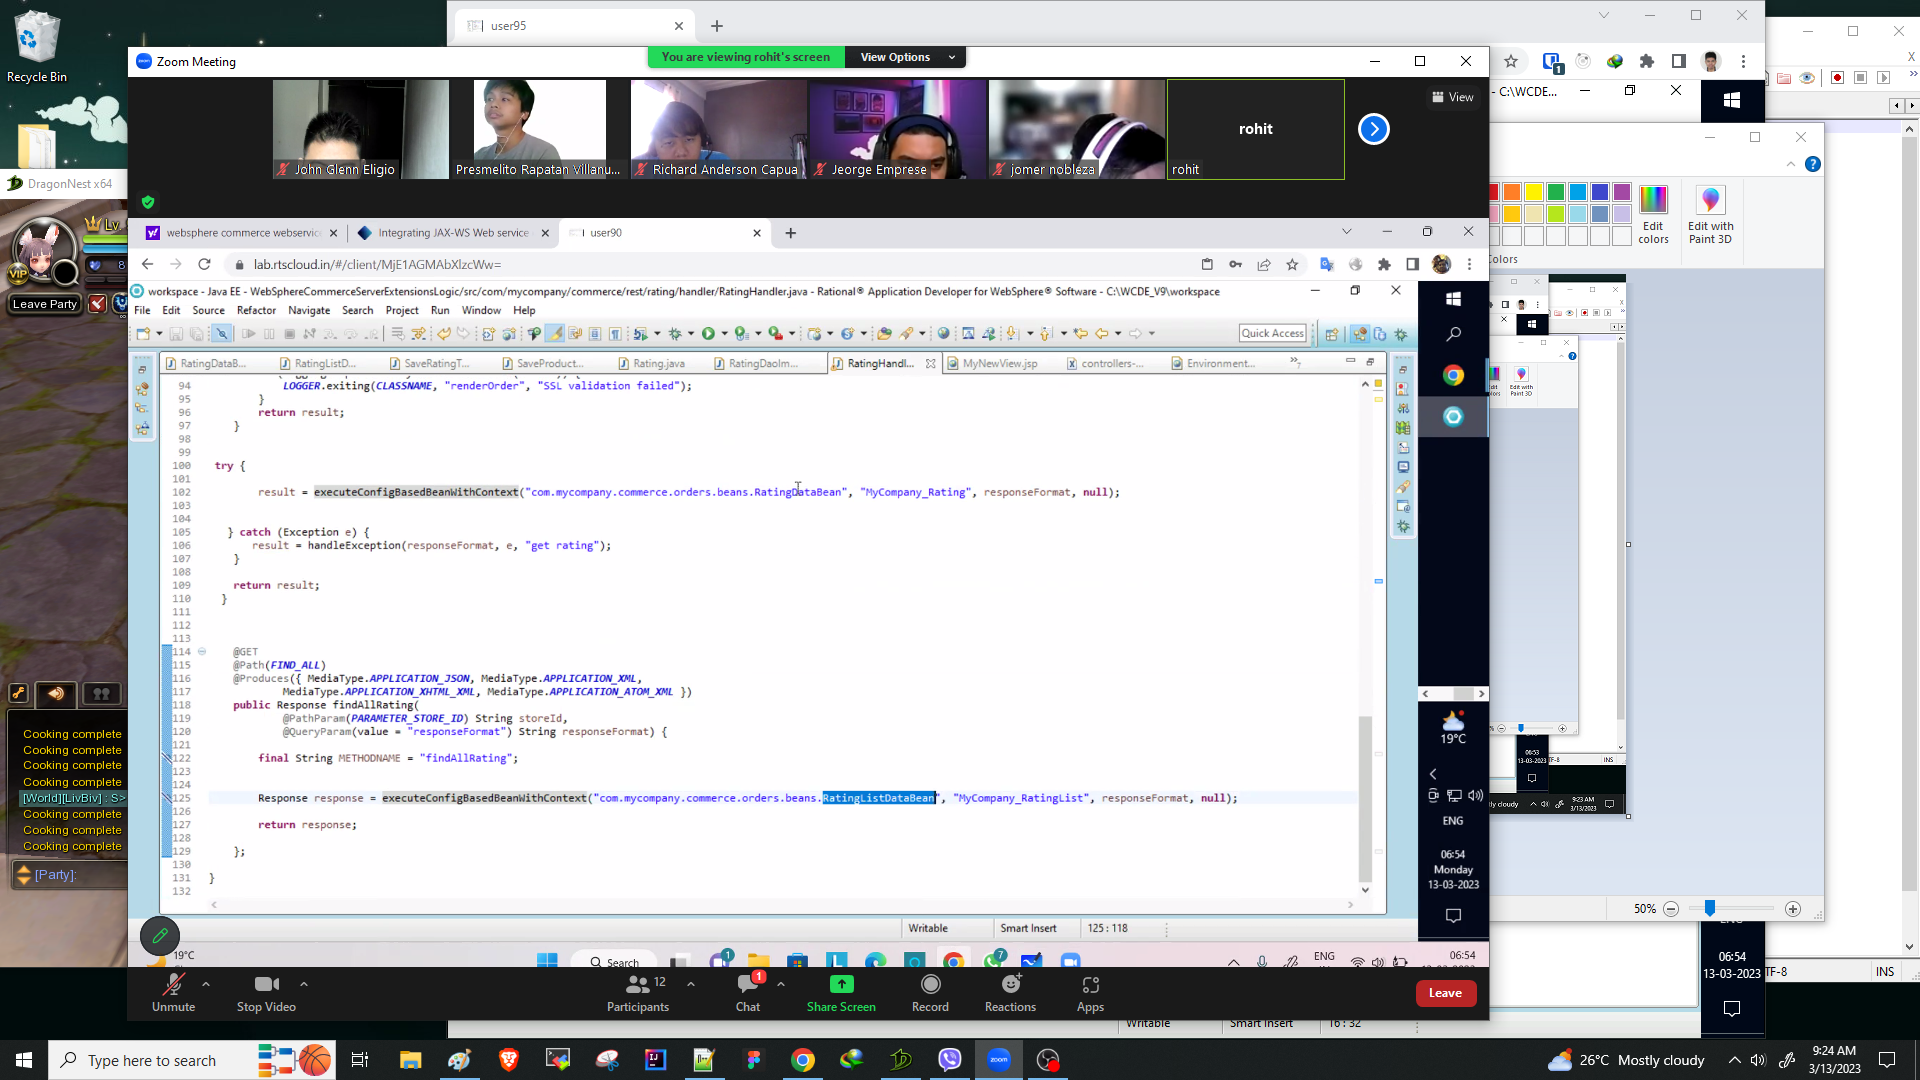 Recycle Bin
user95
Zoom Meeting
You are viewing rohit's screen
View Options
John Glenn Eligio
Presmelito Rapatan Villanu...
Richard Anderson Capua
Jeorge Emprese
jomer nobleza
rohit
rohit
View
- C:\WCDE...
DragonNest x64
Lv
VIP
8
Leave Party
Edit colors
Edit with Paint 3D
websphere commerce webservic
Integrating JAX-WS Web service
user90
lab.rtscloud.in/#/client/MjE1AGMAbXlzcWw=
workspace - Java EE - WebSphereCommerceServerExtensionsLogic/src/com/mycompany/commerce/rest/rating/handler/RatingHandler.java - Rational® Application Developer for WebSphere® Software - C:\WCDE_V9\workspace
File Edit Source Refactor Navigate Search Project Run Window Help
Quick Access
RatingDataB...
RatingListD...
SaveRatingT...
SaveProduct...
Rating.java
RatingDaoIm...
RatingHandl...
MyNewView.jsp
controllers-...
Environment...
94 LOGGER.exiting(CLASSNAME, "renderOrder", "SSL validation failed");
95 }
96 return result;
97 }
98
99
100 try {
101
102 result = executeConfigBasedBeanWithContext("com.mycompany.commerce.orders.beans.RatingDataBean", "MyCompany_Rating", responseFormat, null);
103
104
105 } catch (Exception e) {
106 result = handleException(responseFormat, e, "get rating");
107 }
108
109 return result;
110 }
111
112
113
114 @GET
115 @Path(FIND_ALL)
116 @Produces({ MediaType.APPLICATION_JSON, MediaType.APPLICATION_XML,
117 MediaType.APPLICATION_XHTML_XML, MediaType.APPLICATION_ATOM_XML })
118 public Response findAllRating(
119 @PathParam(PARAMETER_STORE_ID) String storeId,
120 @QueryParam(value = "responseFormat") String responseFormat) {
121
122 final String METHODNAME = "findAllRating";
123
124
125 Response response = executeConfigBasedBeanWithContext("com.mycompany.commerce.orders.beans.RatingListDataBean", "MyCompany_RatingList", responseFormat, null);
126
127 return response;
128
129 };
130
131 }
132
Writable
Smart Insert
125 : 118
19°C
ENG
06:54
Monday
13-03-2023
Cooking complete
Cooking complete
Cooking complete
Cooking complete
[World][LivBiv] : S>
Cooking complete
Cooking complete
Cooking complete
[Party]:
50%
06:54
13-03-2023
TF-8
INS
19°C
Search
ENG
06:54
Unmute
Stop Video
12
Participants
1
Chat
Share Screen
Record
Reactions
Apps
Leave
Writable
Smart Insert
16 : 32
Type here to search
26°C Mostly cloudy
9:24 AM
3/13/2023